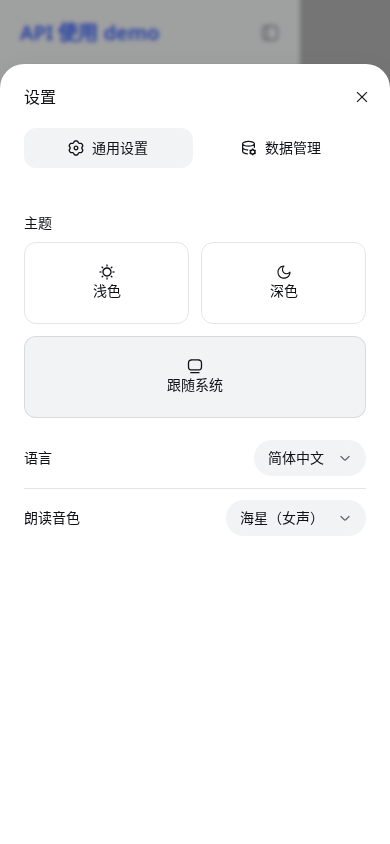 API 使用 demo
设置
通用设置
数据管理
主题
浅色
深色
跟随系统
语言
简体中文
朗读音色
海星（女声）